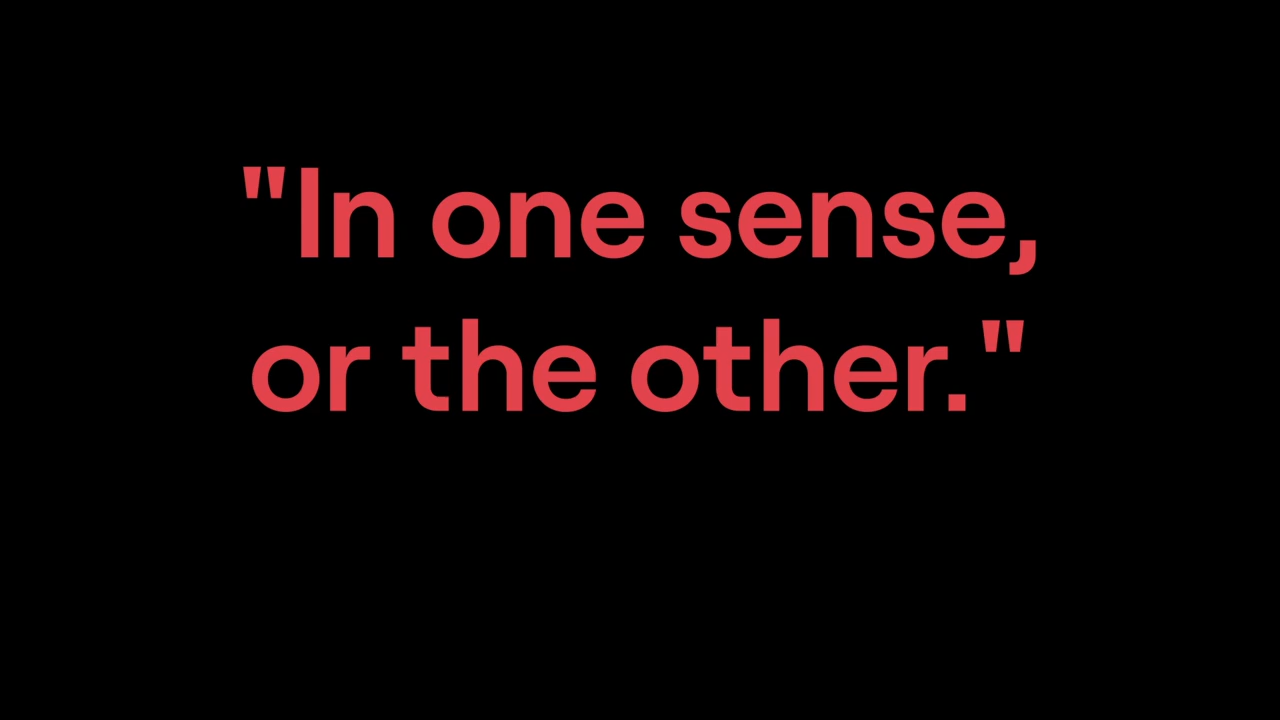 "In one sense,
or the other."